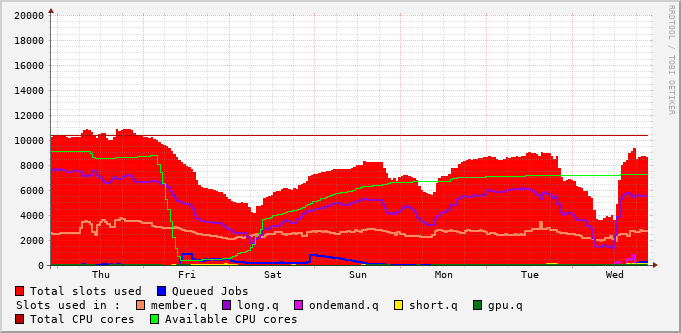 20000
18000
16000
14000
12000
10000
8000
6000
4000
2000
0
Thu Fri Sat Sun Mon Tue Wed
RRDTOOL / TOBI OETIKER
Total slots used Queued Jobs
Slots used in : member.q long.q ondemand.q short.q gpu.q
Total CPU cores Available CPU cores